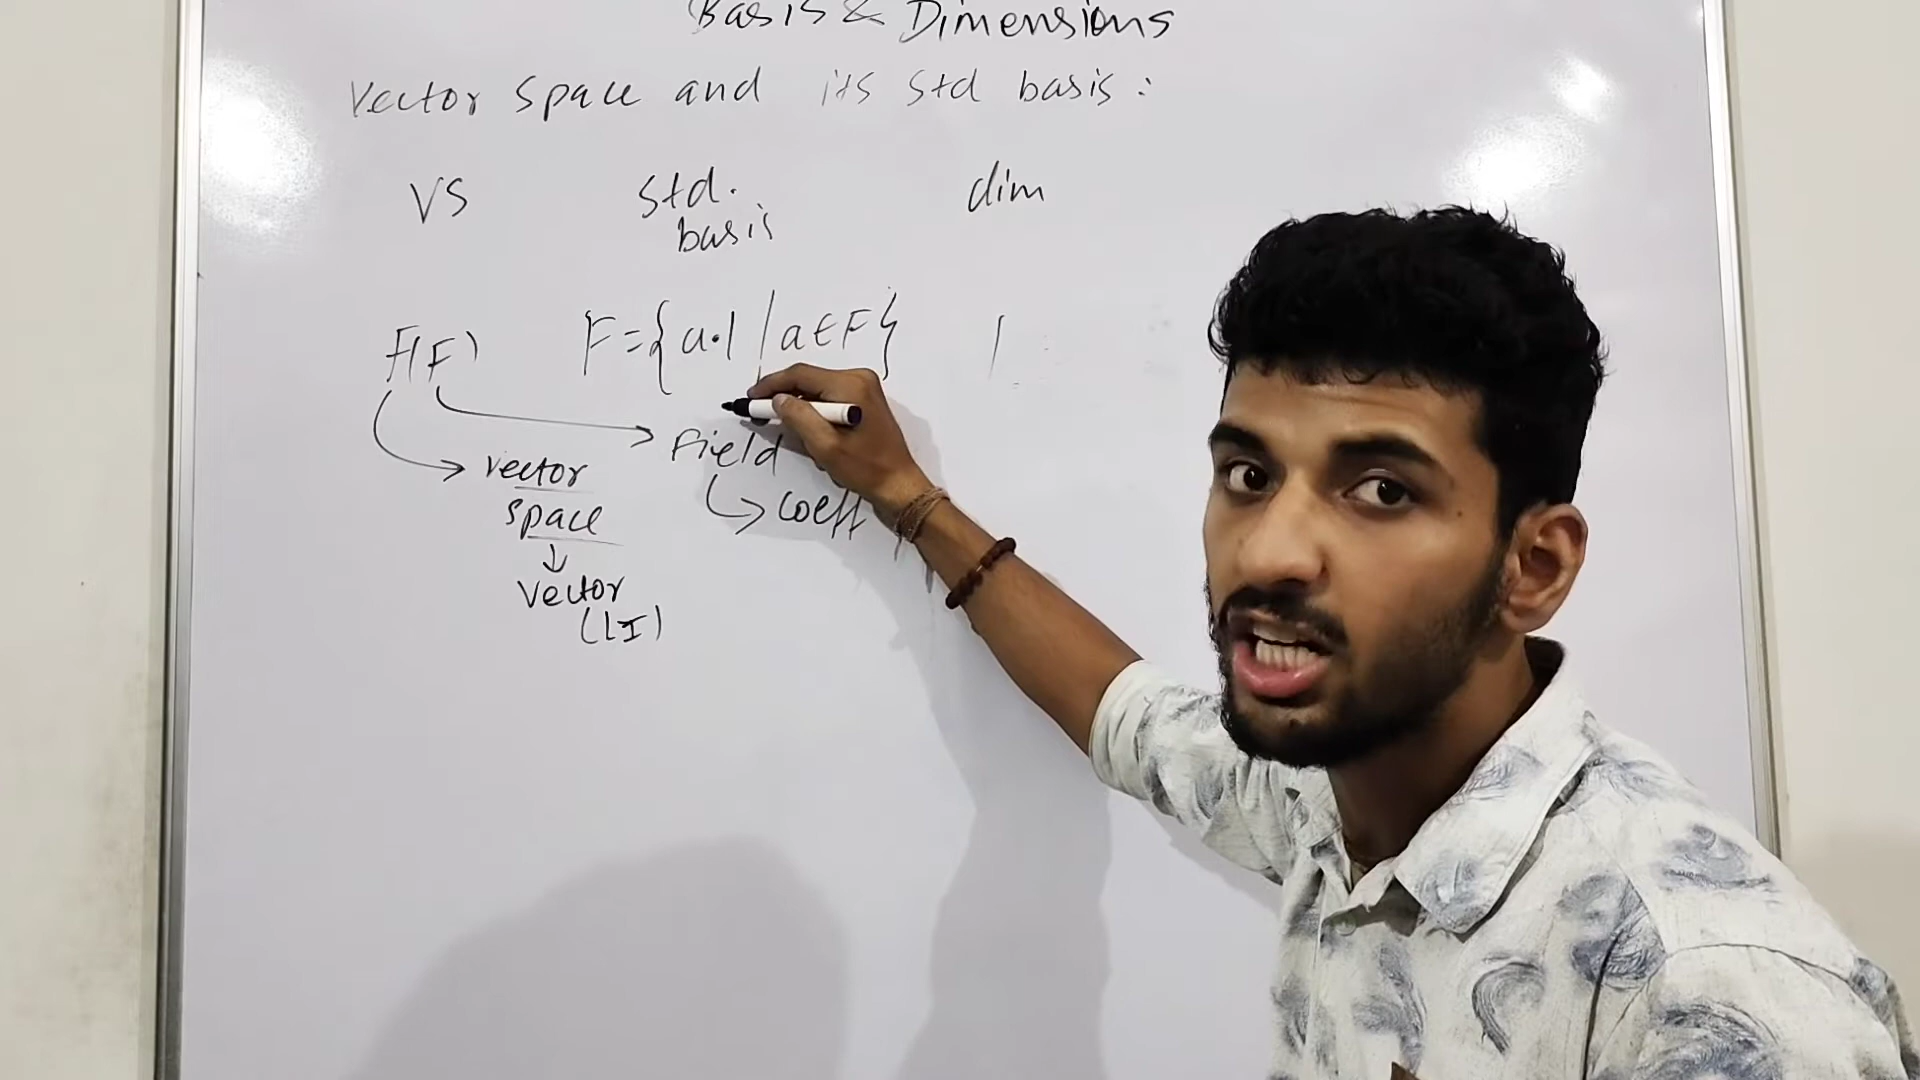 Basis & Dimensions
Vector space and its std basis :
VS std. basis dim
F(F) F={a·1 | a∈F} 1
vector space Field
↓ coeff
Vector
(LI)